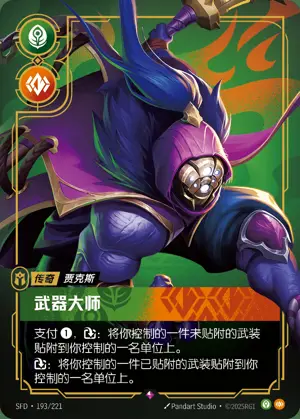 传奇 贾克斯
武器大师
支付1，：将你控制的一件未贴附的武装
贴附到你控制的一名单位上。
：将你控制的一件已贴附的武装贴附到你控
制的一名单位上。
SFD · 193/221
Pandart Studio · ©2025RGI